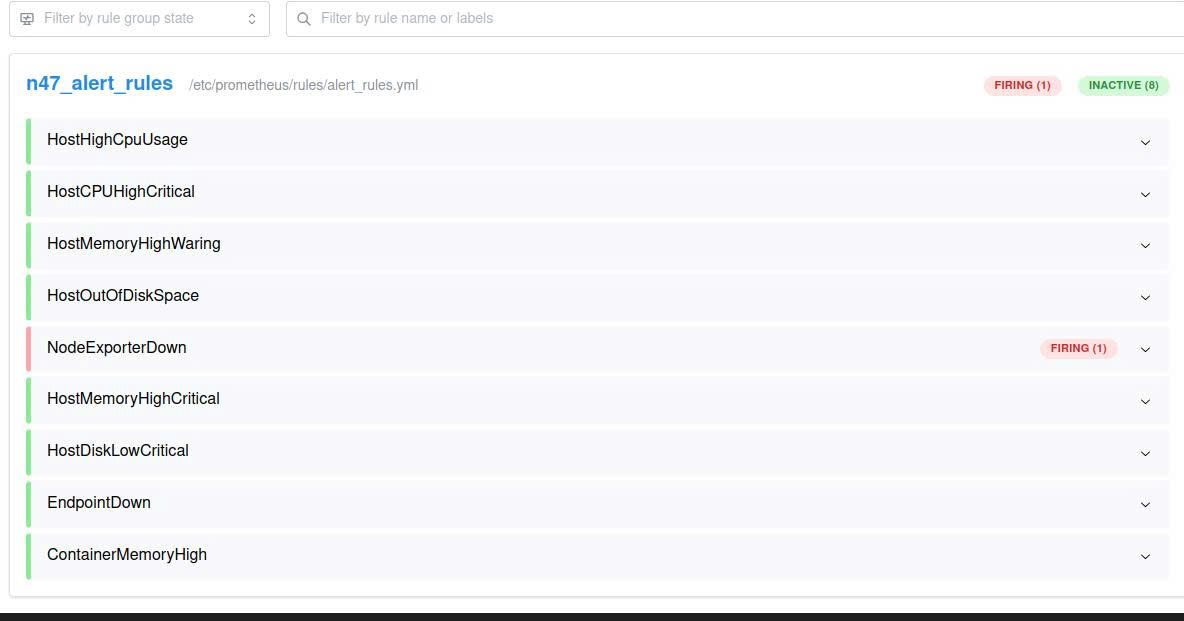 Filter by rule group state
Filter by rule name or labels
n47_alert_rules /etc/prometheus/rules/alert_rules.yml FIRING (1) INACTIVE (8)
HostHighCpuUsage
HostCPUHighCritical
HostMemoryHighWaring
HostOutOfDiskSpace
NodeExporterDown FIRING (1)
HostMemoryHighCritical
HostDiskLowCritical
EndpointDown
ContainerMemoryHigh